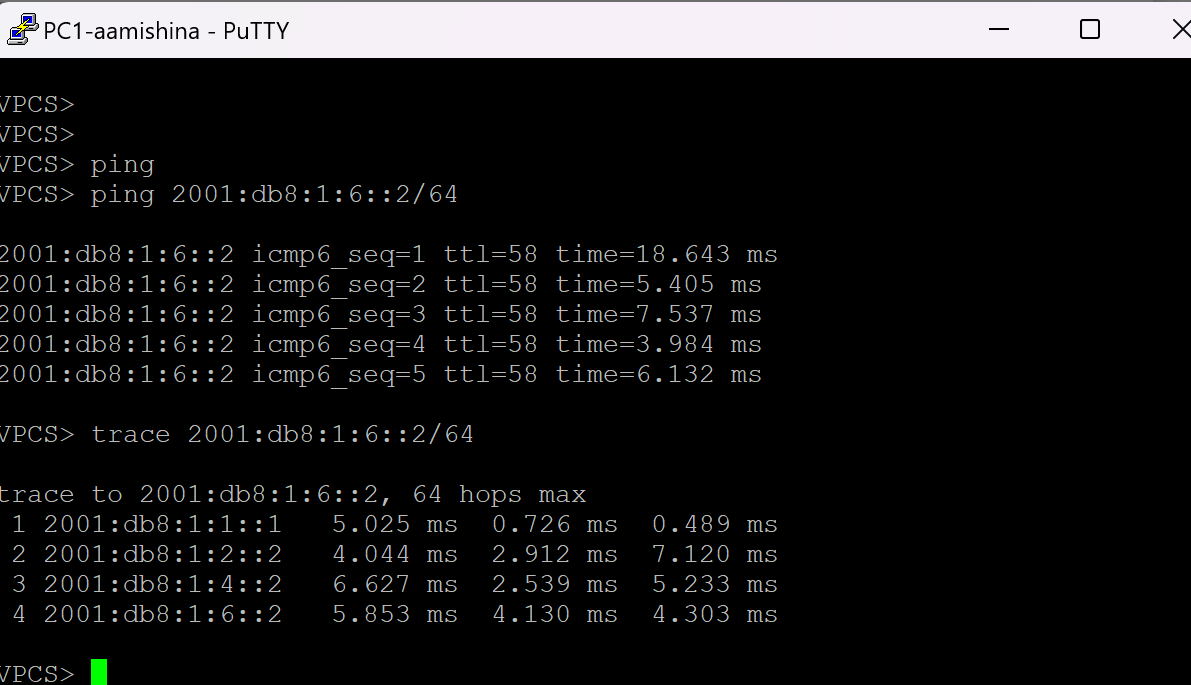 PC1-aamishina - PuTTY
VPCS>
VPCS>
VPCS> ping
VPCS> ping 2001:db8:1:6::2/64
2001:db8:1:6::2 icmp6_seq=1 ttl=58 time=18.643 ms
2001:db8:1:6::2 icmp6_seq=2 ttl=58 time=5.405 ms
2001:db8:1:6::2 icmp6_seq=3 ttl=58 time=7.537 ms
2001:db8:1:6::2 icmp6_seq=4 ttl=58 time=3.984 ms
2001:db8:1:6::2 icmp6_seq=5 ttl=58 time=6.132 ms
VPCS> trace 2001:db8:1:6::2/64
trace to 2001:db8:1:6::2, 64 hops max
1 2001:db8:1:1::1 5.025 ms 0.726 ms 0.489 ms
2 2001:db8:1:2::2 4.044 ms 2.912 ms 7.120 ms
3 2001:db8:1:4::2 6.627 ms 2.539 ms 5.233 ms
4 2001:db8:1:6::2 5.853 ms 4.130 ms 4.303 ms
VPCS>